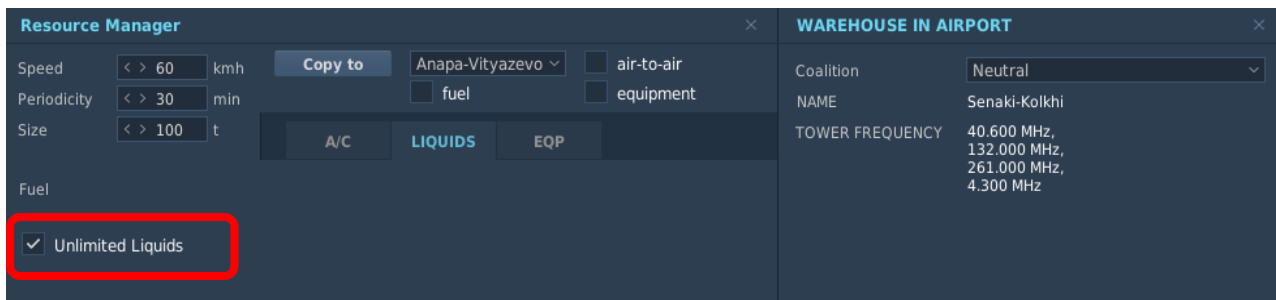 Resource Manager
Speed < > 60 kmh
Periodicity < > 30 min
Size < > 100 t
Copy to Anapa-Vityazevo air-to-air
fuel equipment
A/C LIQUIDS EQP
Fuel
Unlimited Liquids
WAREHOUSE IN AIRPORT
Coalition Neutral
NAME Senaki-Kolkhi
TOWER FREQUENCY 40.600 MHz,
132.000 MHz,
261.000 MHz,
4.300 MHz